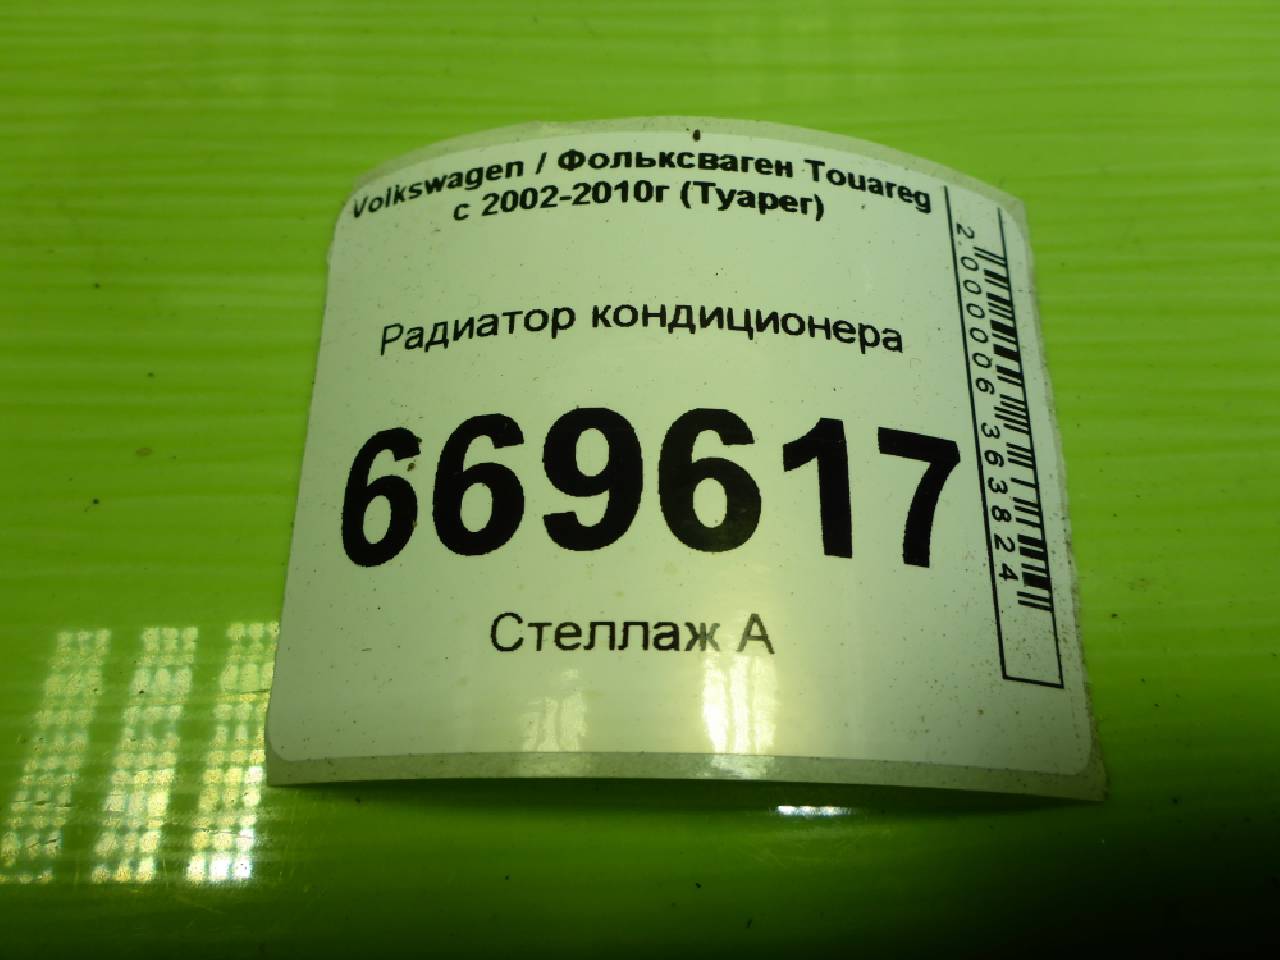 Volkswagen / Фольксваген Touareg
с 2002-2010г (Туарег)
Радиатор кондиционера
669617
Стеллаж А
2000006363824